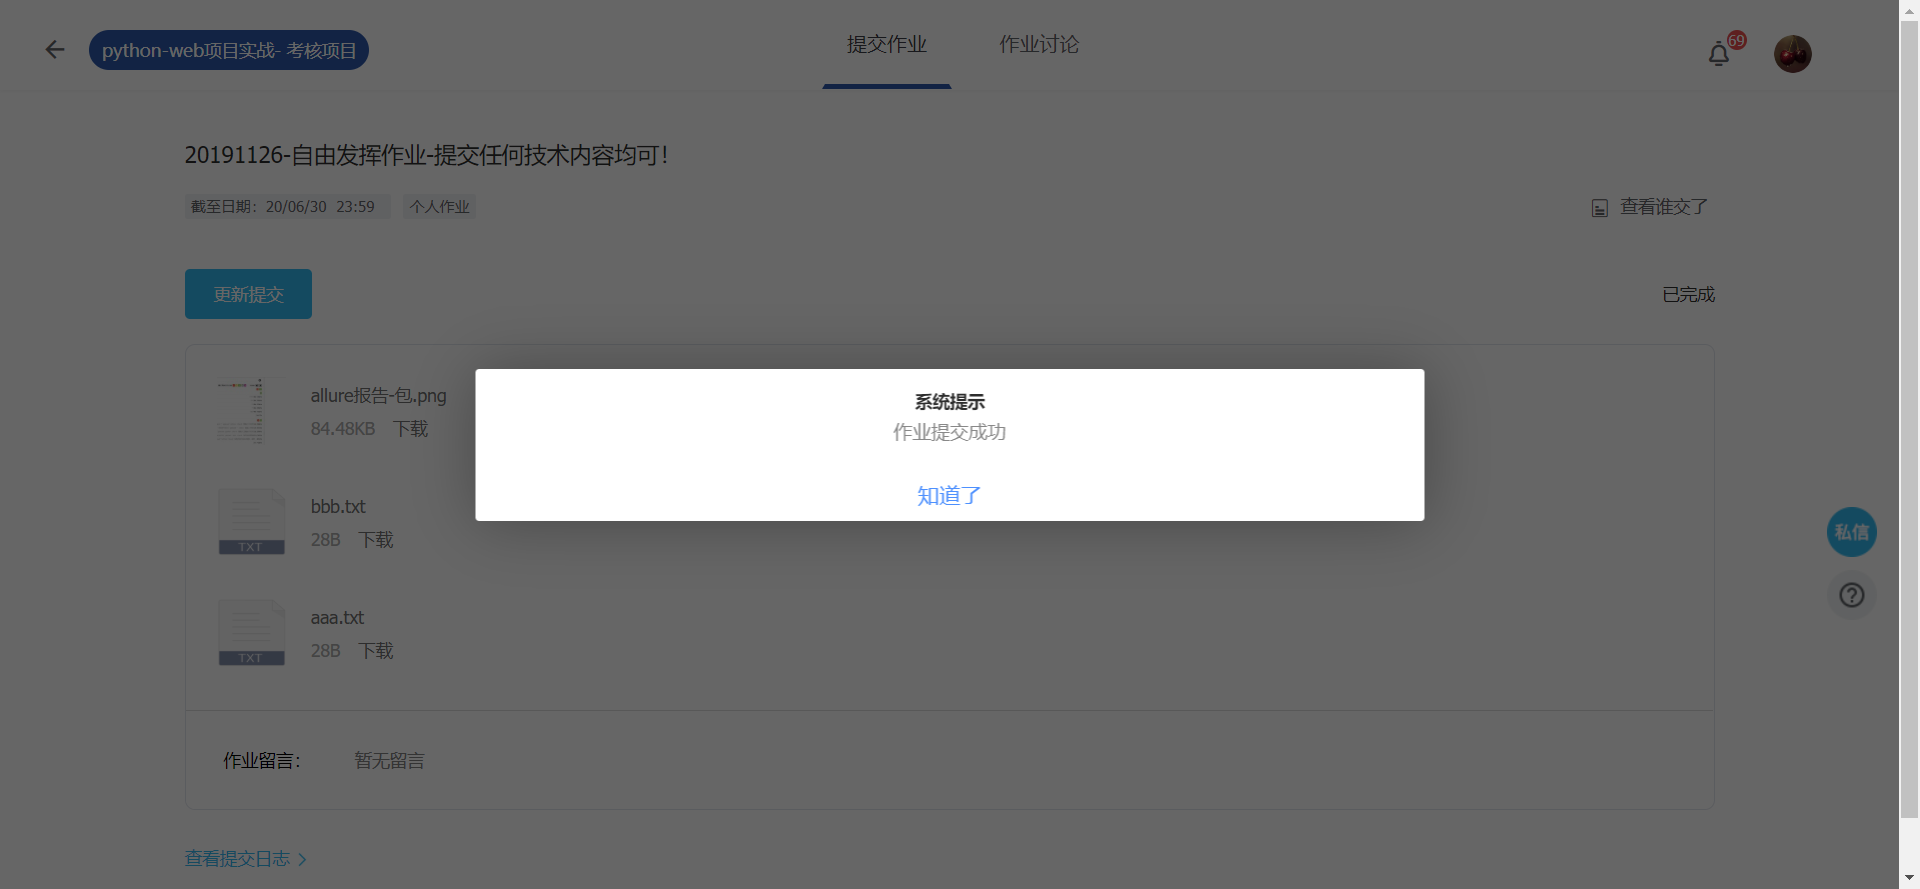 python-web项目实战- 考核项目
提交作业
作业讨论
69
20191126-自由发挥作业-提交任何技术内容均可！
截至日期：20/06/30 23:59
个人作业
查看谁交了
更新提交
已完成
allure报告-包.png
84.48KB 下载
系统提示
作业提交成功
知道了
bbb.txt
TXT
28B 下载
私信
aaa.txt
TXT
28B 下载
作业留言：
暂无留言
查看提交日志